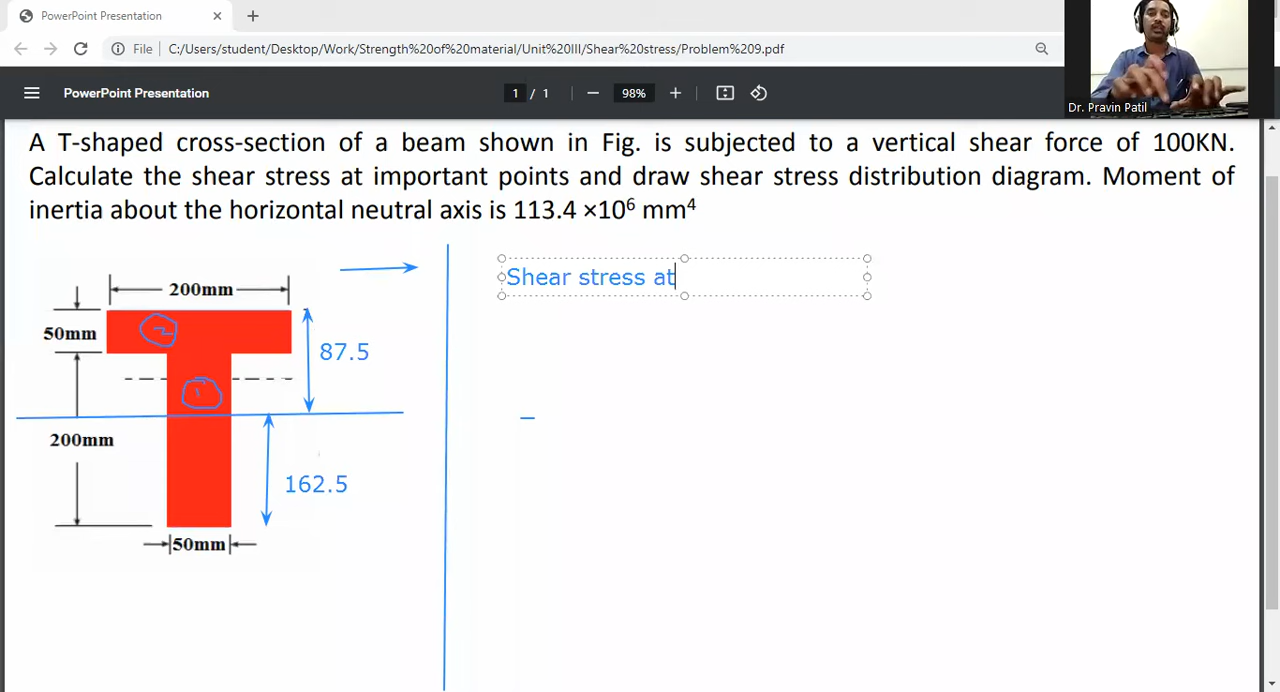 PowerPoint Presentation
File
C:/Users/student/Desktop/Work/Strength%20of%20material/Unit%20III/Shear%20stress/Problem%209.pdf
PowerPoint Presentation
1 / 1
98%
Dr. Pravin Patil
A T-shaped cross-section of a beam shown in Fig. is subjected to a vertical shear force of 100KN.
Calculate the shear stress at important points and draw shear stress distribution diagram. Moment of
inertia about the horizontal neutral axis is 113.4 ×10⁶ mm⁴
Shear stress at
200mm
50mm
2
87.5
1
200mm
162.5
50mm